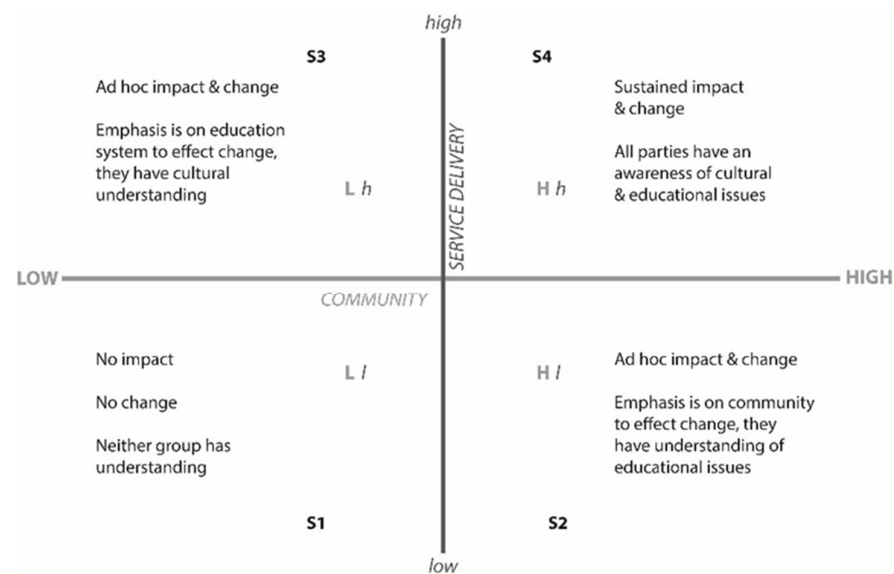 high
S3
Ad hoc impact & change
Emphasis is on education
system to effect change,
they have cultural
understanding
L h
SERVICE DELIVERY
S4
Sustained impact
& change
All parties have an
awareness of cultural
& educational issues
H h
LOW
HIGH
COMMUNITY
No impact
No change
Neither group has
understanding
L l
S1
H l
Ad hoc impact & change
Emphasis is on community
to effect change, they
have understanding of
educational issues
S2
low